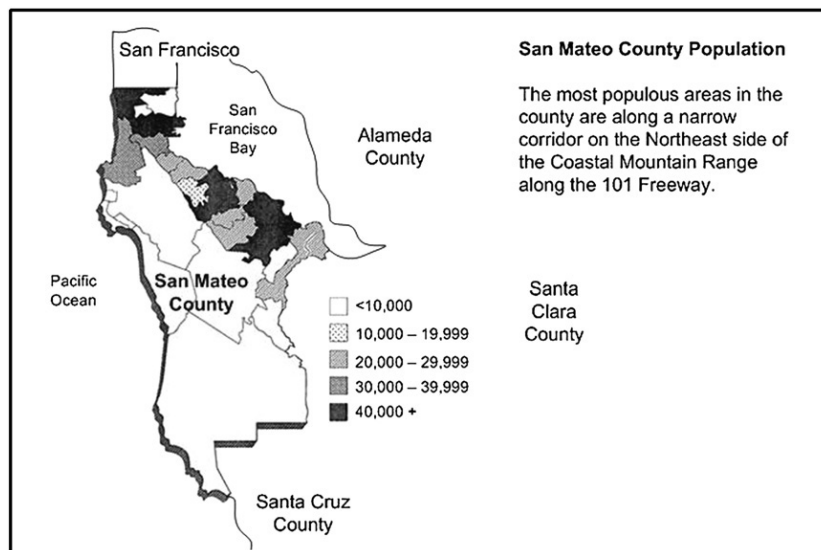 San Francisco
San Mateo County Population
The most populous areas in the
county are along a narrow
corridor on the Northeast side of
the Coastal Mountain Range
along the 101 Freeway.
San
Francisco
Bay
Alameda
County
Pacific
Ocean
San Mateo
County
Santa
Clara
County
<10,000
10,000 – 19,999
20,000 – 29,999
30,000 – 39,999
40,000 +
Santa Cruz
County